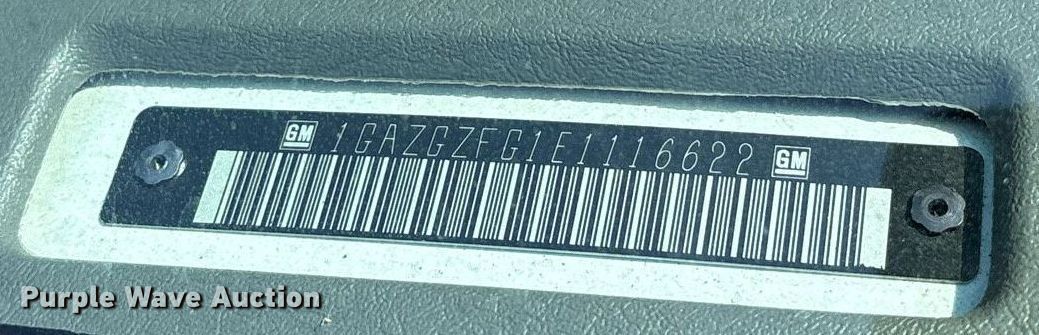 GM 1GAZGZFG1E1116622 GM
Purple Wave Auction